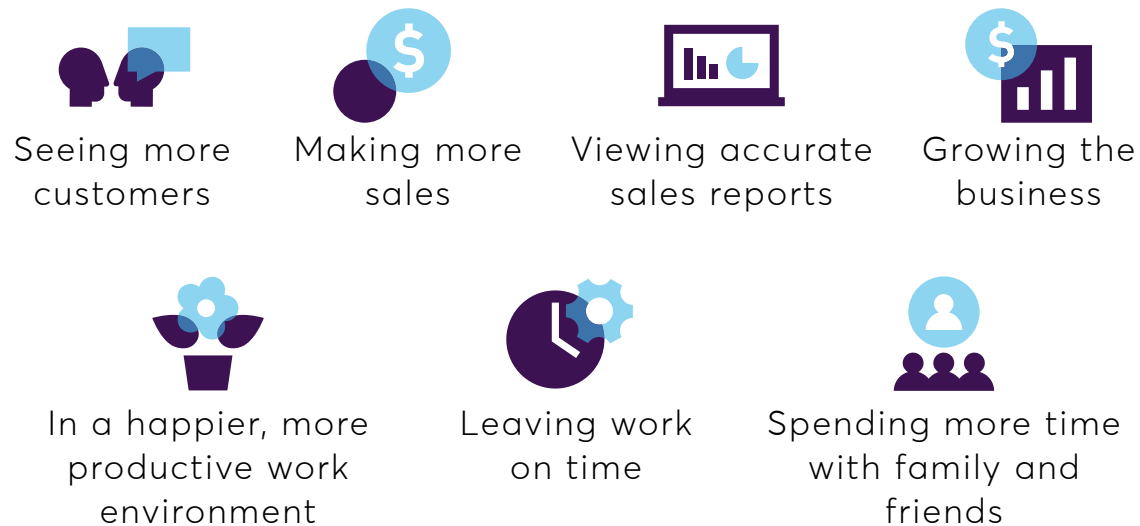 $
$
Seeing more
customers
Making more
sales
Viewing accurate
sales reports
Growing the
business
In a happier, more
productive work
environment
Leaving work
on time
Spending more time
with family and
friends